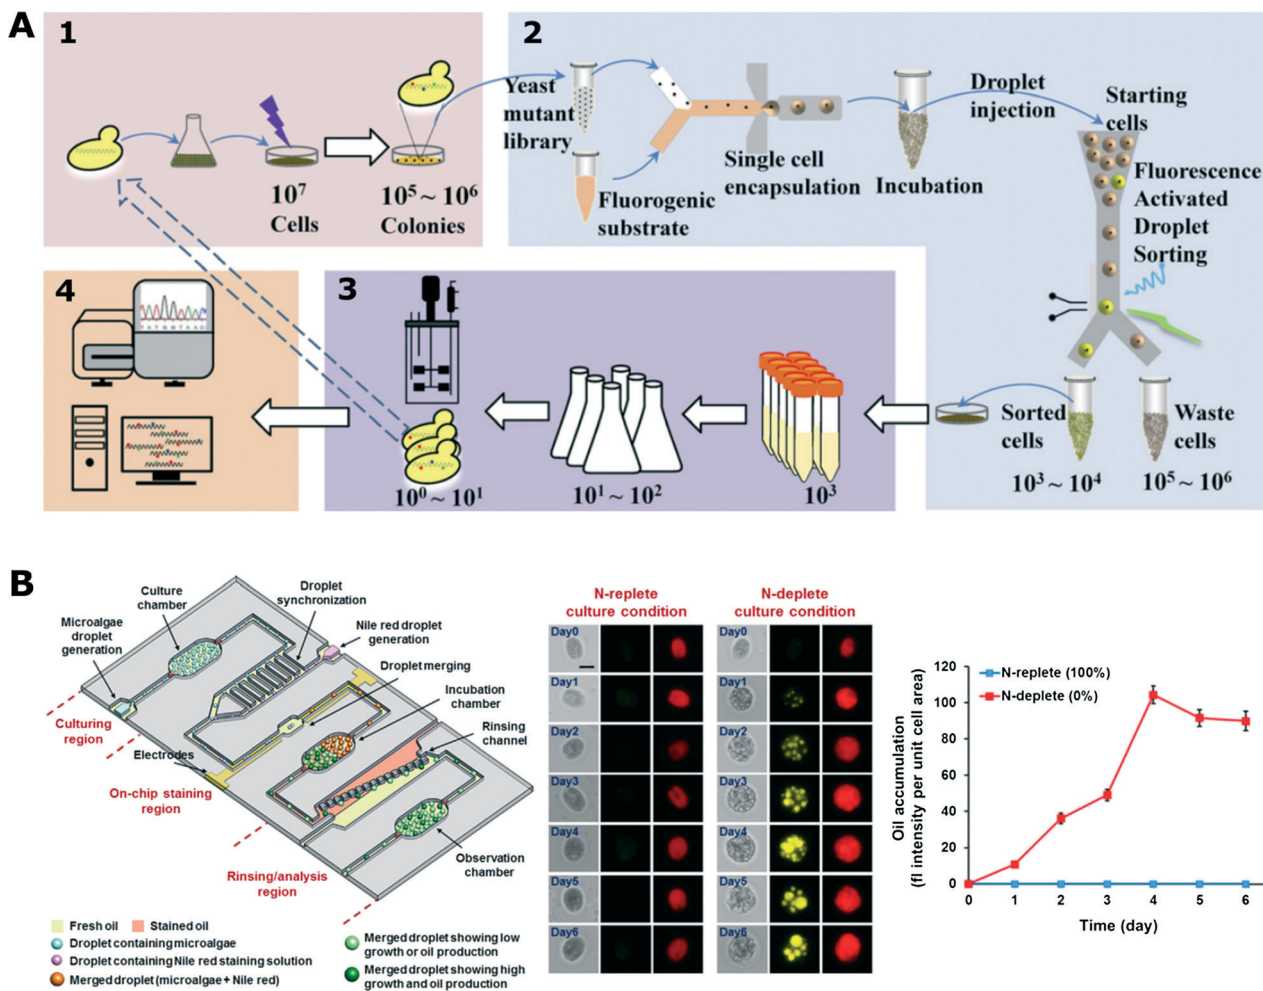 A
1
10⁷
Cells
10⁵ ~ 10⁶
Colonies
2
Yeast
mutant
library
Fluorogenic
substrate
Single cell
encapsulation
Incubation
Droplet
injection
Starting
cells
Fluorescence
Activated
Droplet
Sorting
Sorted
cells
10³ ~ 10⁴
Waste
cells
10⁵ ~ 10⁶
3
10⁰ ~ 10¹
10¹ ~ 10²
10³
4
B
Culture
chamber
Droplet
synchronization
Microalgae
droplet
generation
Nile red droplet
generation
Droplet merging
Incubation
chamber
Rinsing
channel
Culturing
region
Electrodes
On-chip staining
region
Rinsing/analysis
region
Observation
chamber
Fresh oil
Stained oil
Droplet containing microalgae
Droplet containing Nile red staining solution
Merged droplet (microalgae + Nile red)
Merged droplet showing low
growth or oil production
Merged droplet showing high
growth and oil production
N-replete
culture condition
Day0
Day1
Day2
Day3
Day4
Day5
Day6
N-deplete
culture condition
Day0
Day1
Day2
Day3
Day4
Day5
Day6
Oil accumulation
(fl intensity per unit cell area)
120
100
80
60
40
20
0
N-replete (100%)
N-deplete (0%)
0 1 2 3 4 5 6
Time (day)